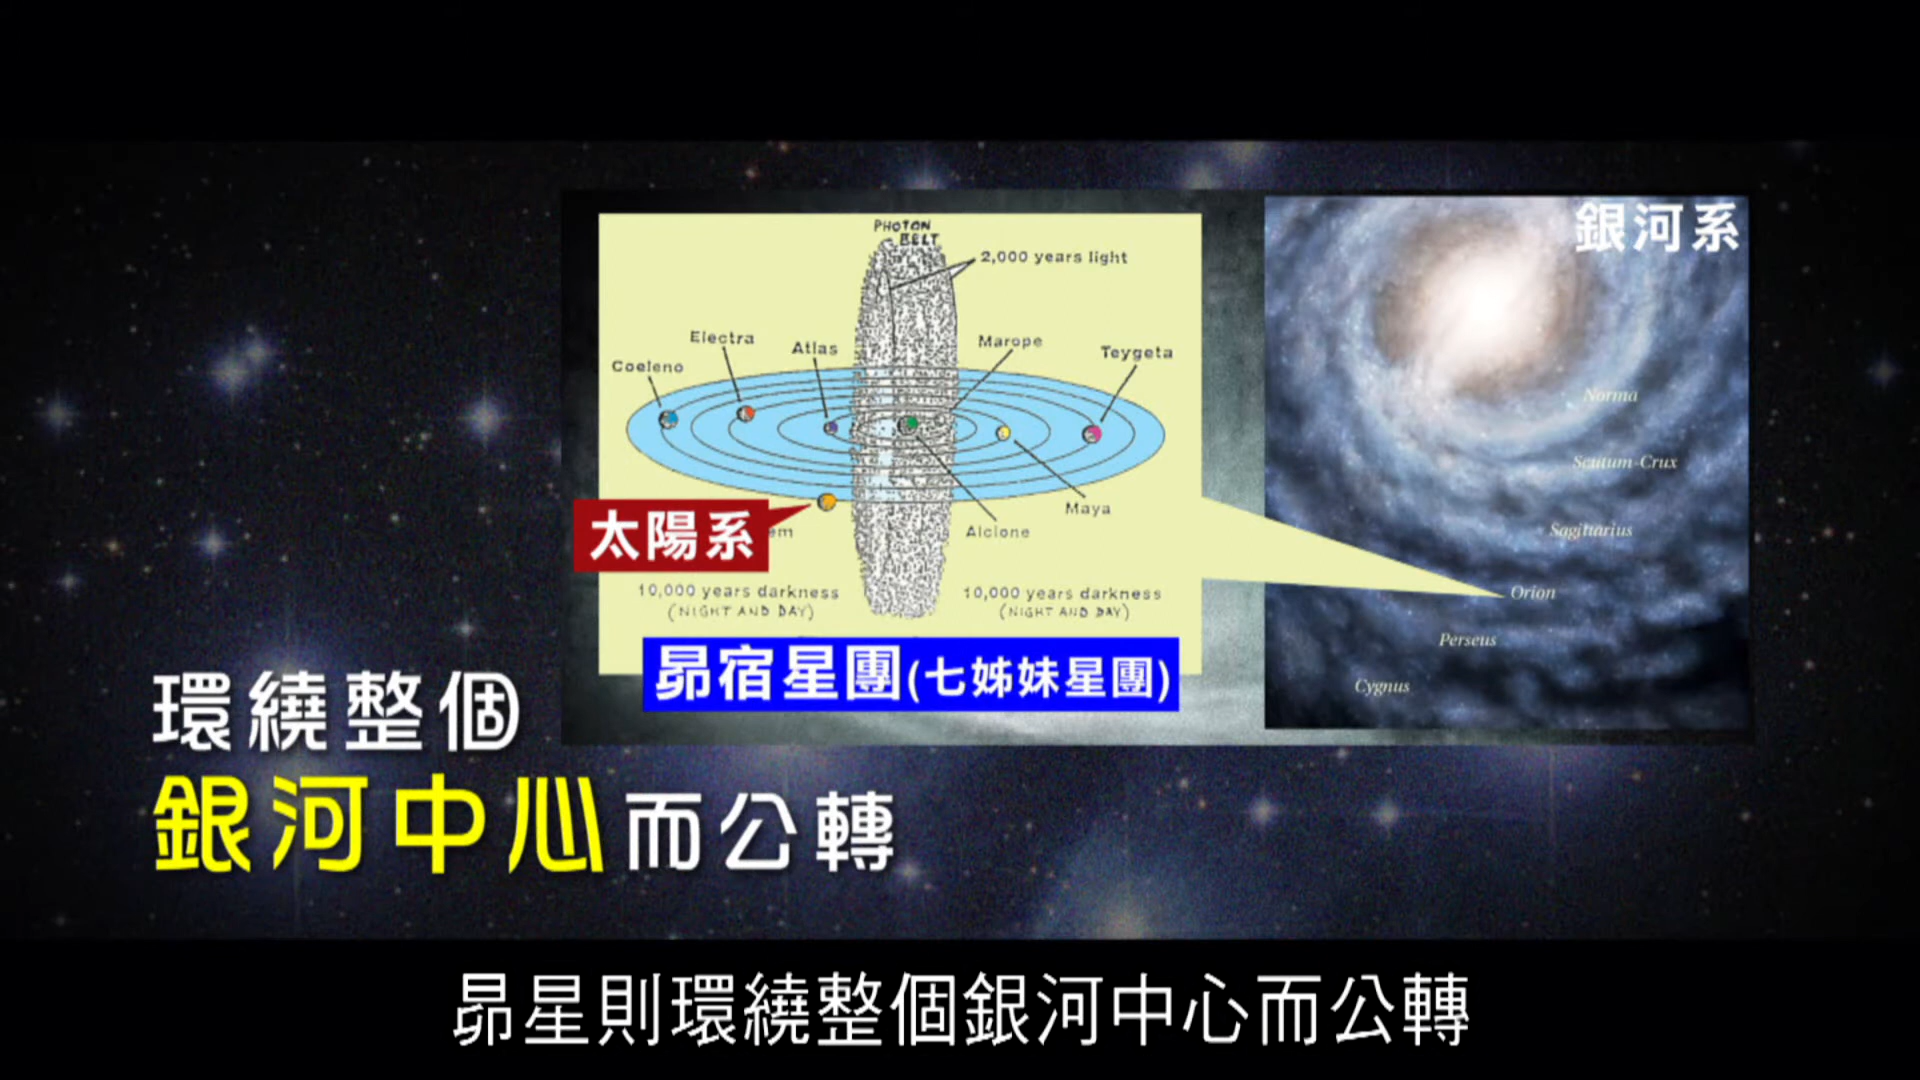 PHOTON
BELT
2,000 years light
Electra
Atlas
Marope
Teygeta
Coeleno
太陽系
em
Maya
Alcione
10,000 years darkness
(NIGHT AND DAY)
10,000 years darkness
(NIGHT AND DAY)
昴宿星團(七姊妹星團)
銀河系
Norma
Scutum-Crux
Sagittarius
Orion
Perseus
Cygnus
環繞整個
銀河中心而公轉
昴星則環繞整個銀河中心而公轉